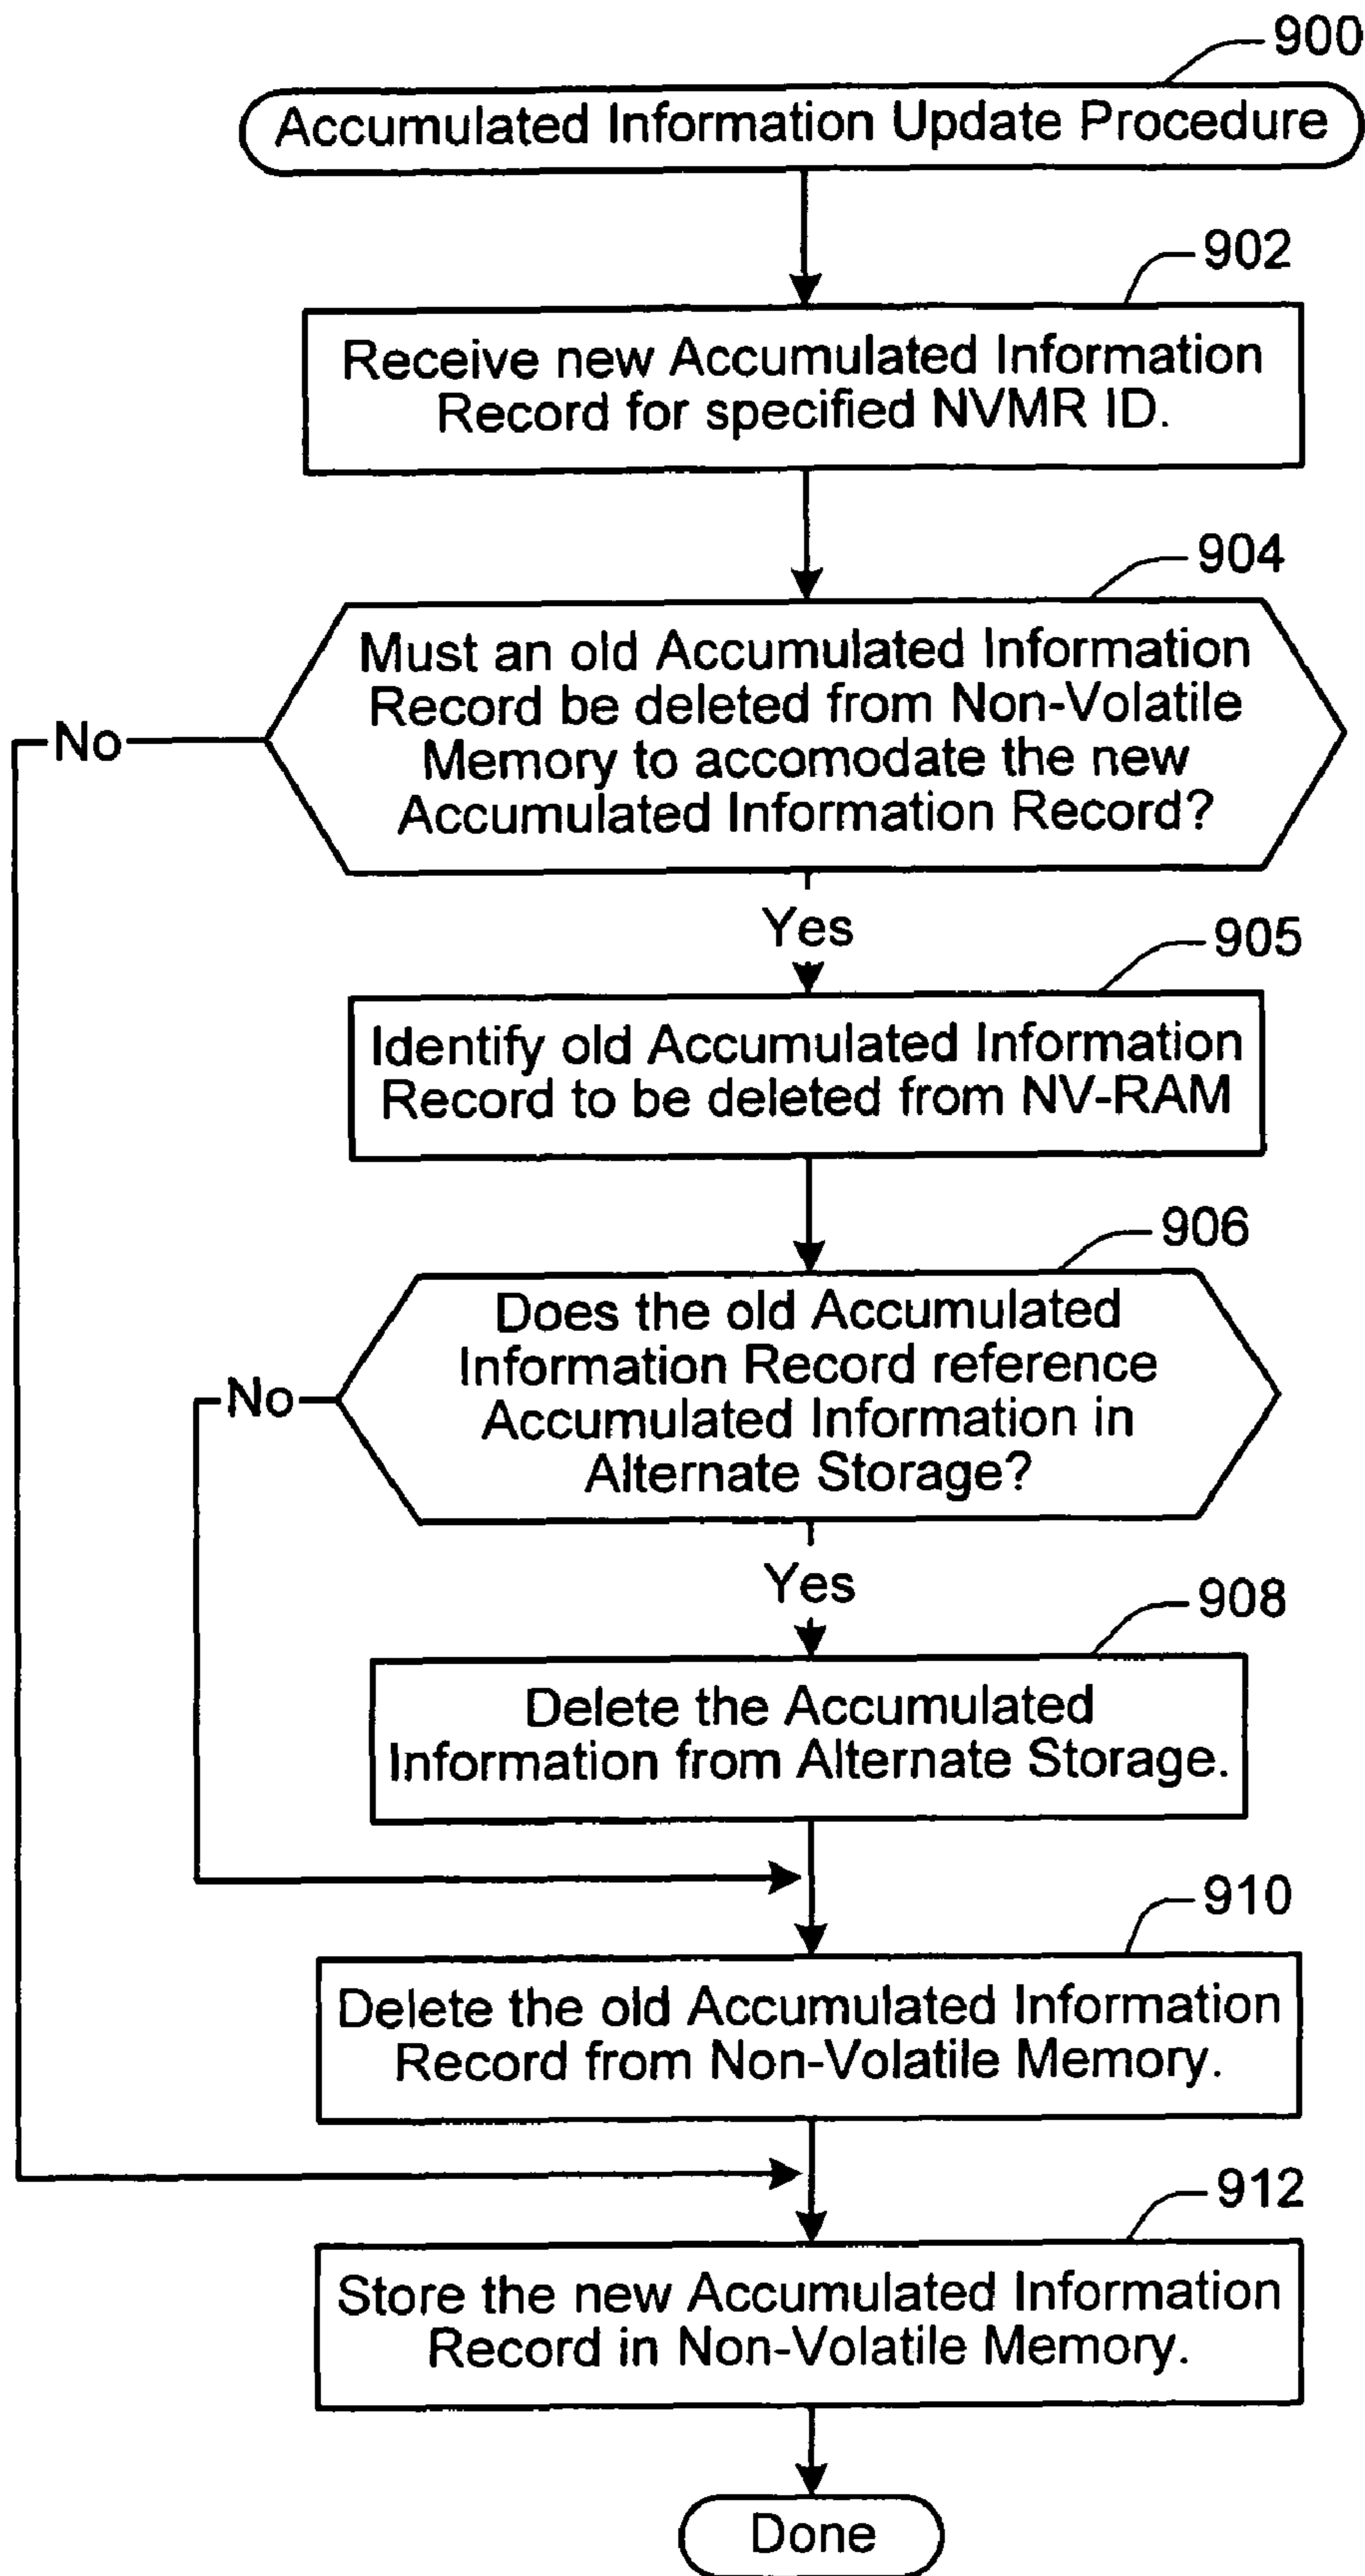 900
Accumulated Information Update Procedure
902
Receive new Accumulated Information
Record for specified NVMR ID.
904
Must an old Accumulated Information
Record be deleted from Non-Volatile
Memory to accomodate the new
Accumulated Information Record?
No
Yes
905
Identify old Accumulated Information
Record to be deleted from NV-RAM
906
Does the old Accumulated
Information Record reference
Accumulated Information in
Alternate Storage?
No
Yes
908
Delete the Accumulated
Information from Alternate Storage.
910
Delete the old Accumulated Information
Record from Non-Volatile Memory.
912
Store the new Accumulated Information
Record in Non-Volatile Memory.
Done